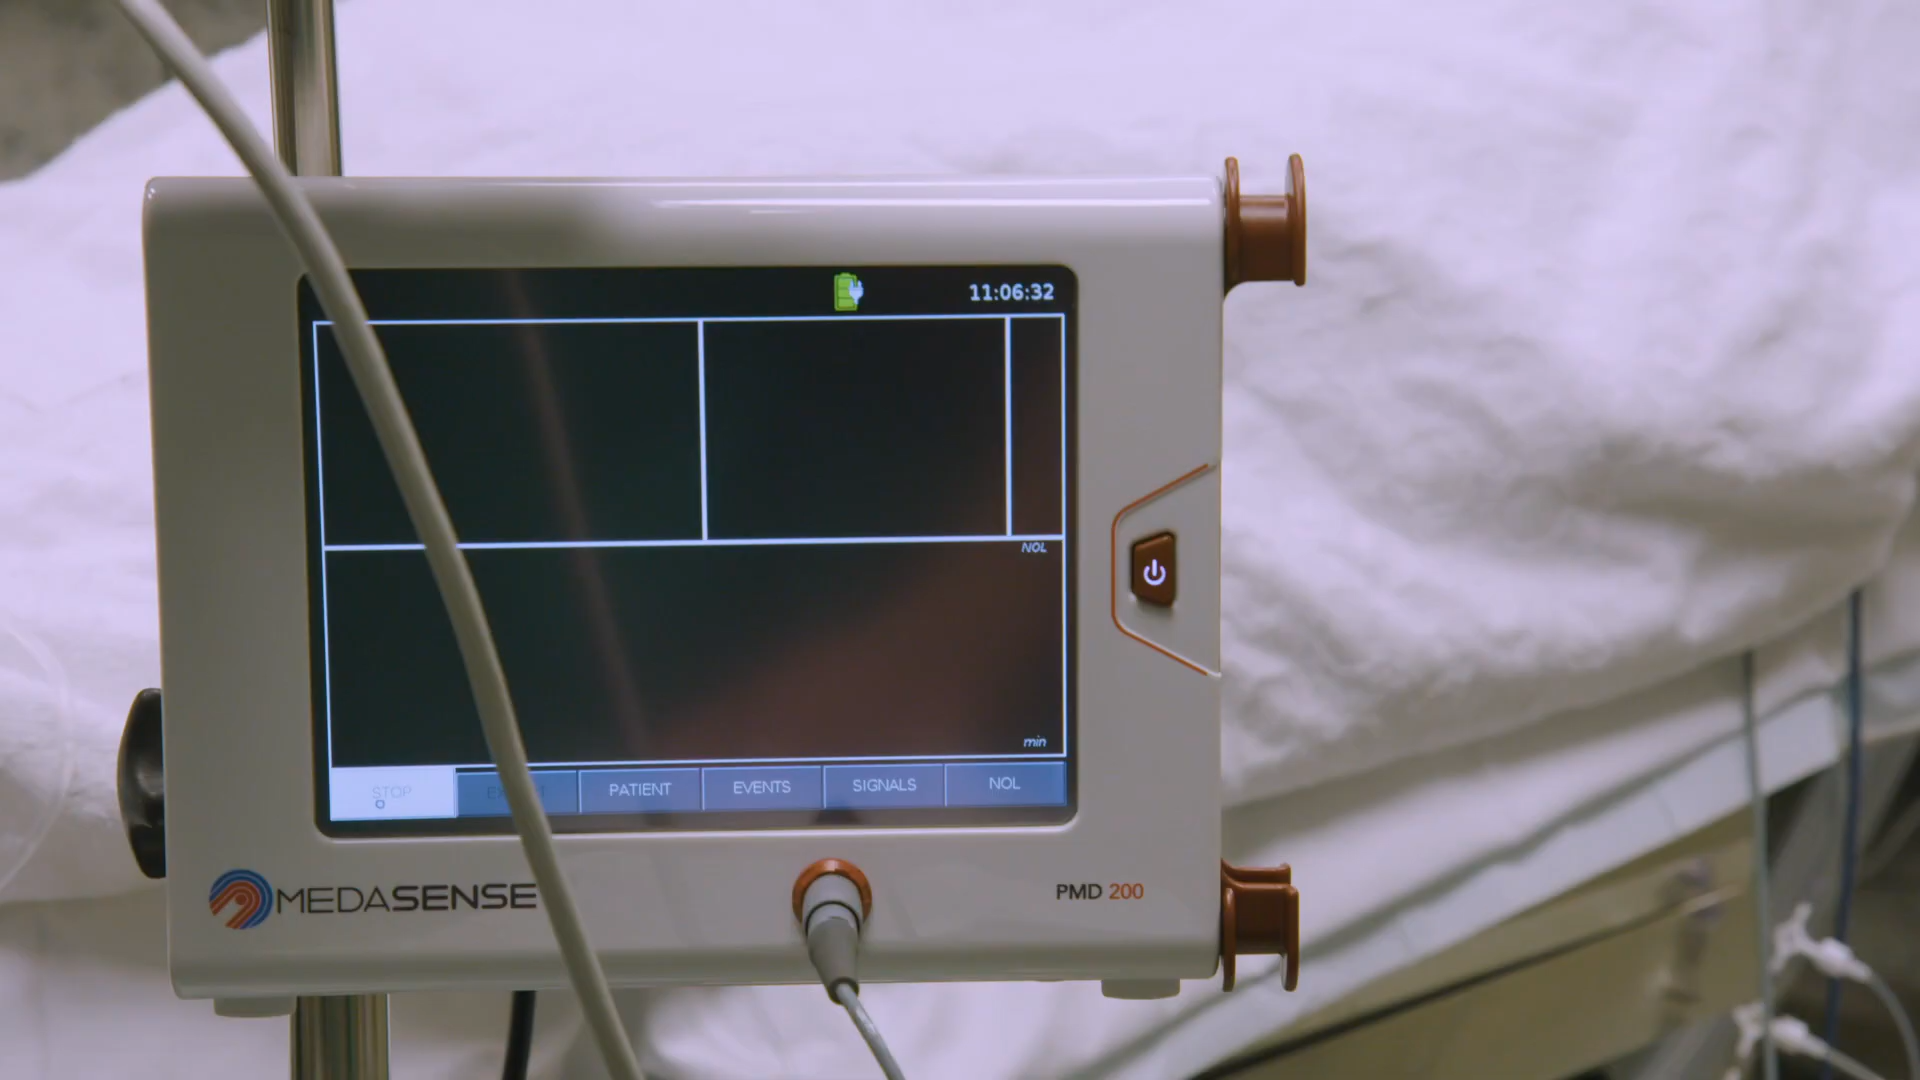 11:06:32
NOL
min
STOP
PATIENT
EVENTS
SIGNALS
NOL
MEDASENSE
PMD 200